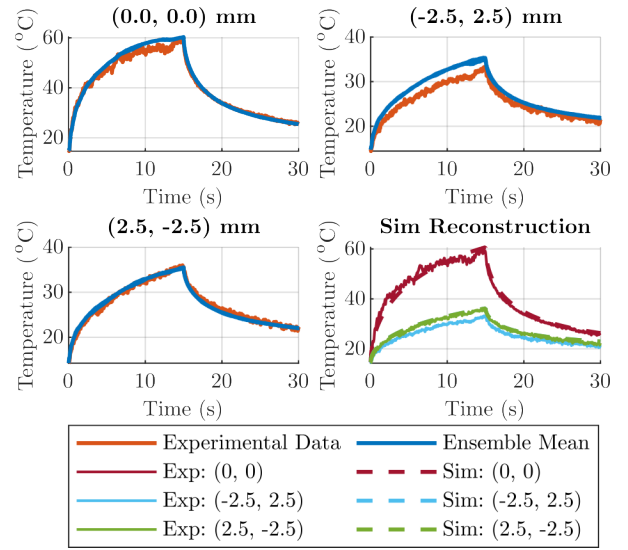 (0.0, 0.0) mm
(-2.5, 2.5) mm
Temperature ( °C)
60
40
20
0
10
20
30
Time (s)
Temperature ( °C)
40
30
20
0
10
20
30
Time (s)
(2.5, -2.5) mm
Sim Reconstruction
Temperature ( °C)
40
30
20
0
10
20
30
Time (s)
Temperature ( °C)
60
40
20
0
10
20
30
Time (s)
Experimental Data
Ensemble Mean
Exp: (0, 0)
Sim: (0, 0)
Exp: (-2.5, 2.5)
Sim: (-2.5, 2.5)
Exp: (2.5, -2.5)
Sim: (2.5, -2.5)